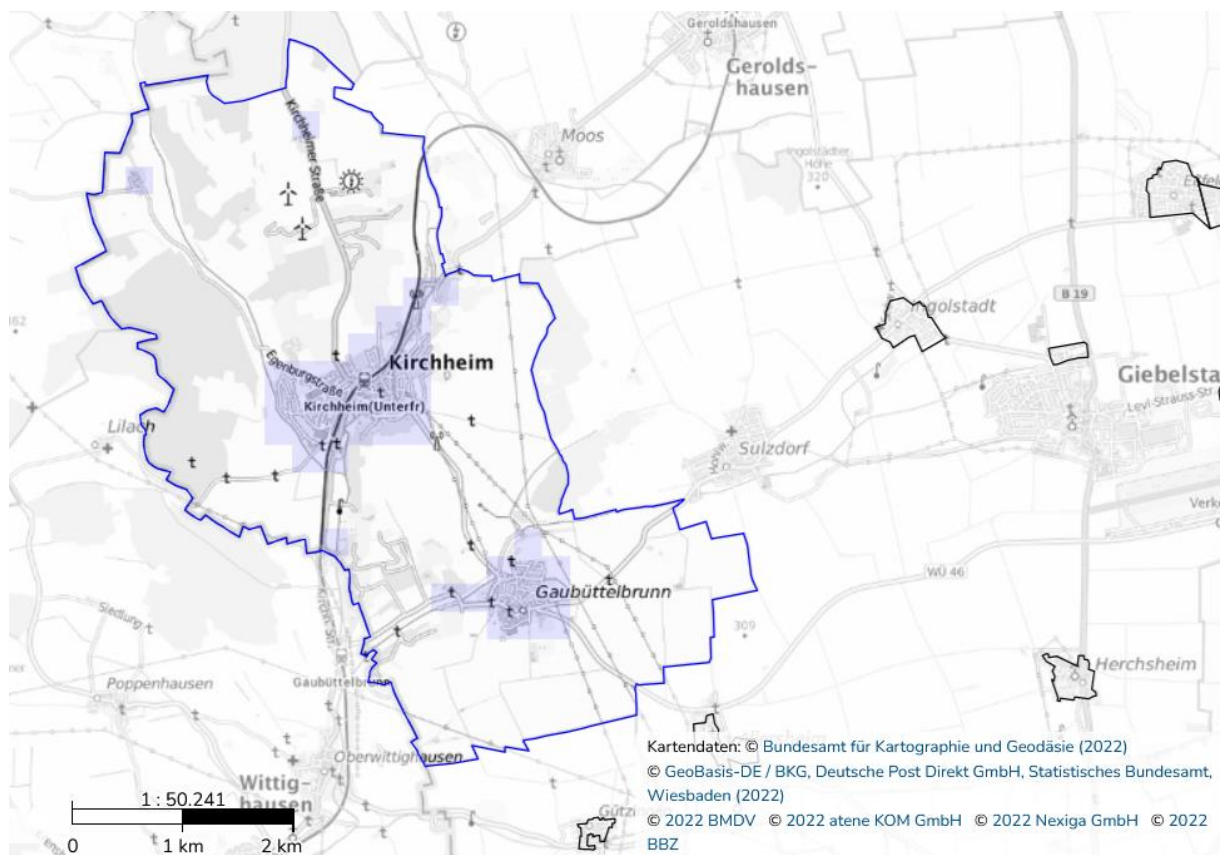 Geroldshausen
Gerolds-
hausen
Moos
Ingolstädter
Höhe
320
Kirchheimer Straße
Ingolstadt
B 19
Kirchheim
Giebelsta
Egenburgstraße
Kirchheim(Unterfr)
Levi-Strauss-Str.
Lilach
Sulzdorf
WÜ 46
Gaubüttelbrunn
Siedlung
309
Herchsheim
Poppenhausen
Gaubüttelbrunn
Oberwittighausen
Wittig-
hausen
Kartendaten: © Bundesamt für Kartographie und Geodäsie (2022)
© GeoBasis-DE / BKG, Deutsche Post Direkt GmbH, Statistisches Bundesamt,
Wiesbaden (2022)
© 2022 BMDV © 2022 atene KOM GmbH © 2022 Nexiga GmbH © 2022
BBZ
1 : 50.241
0 1 km 2 km